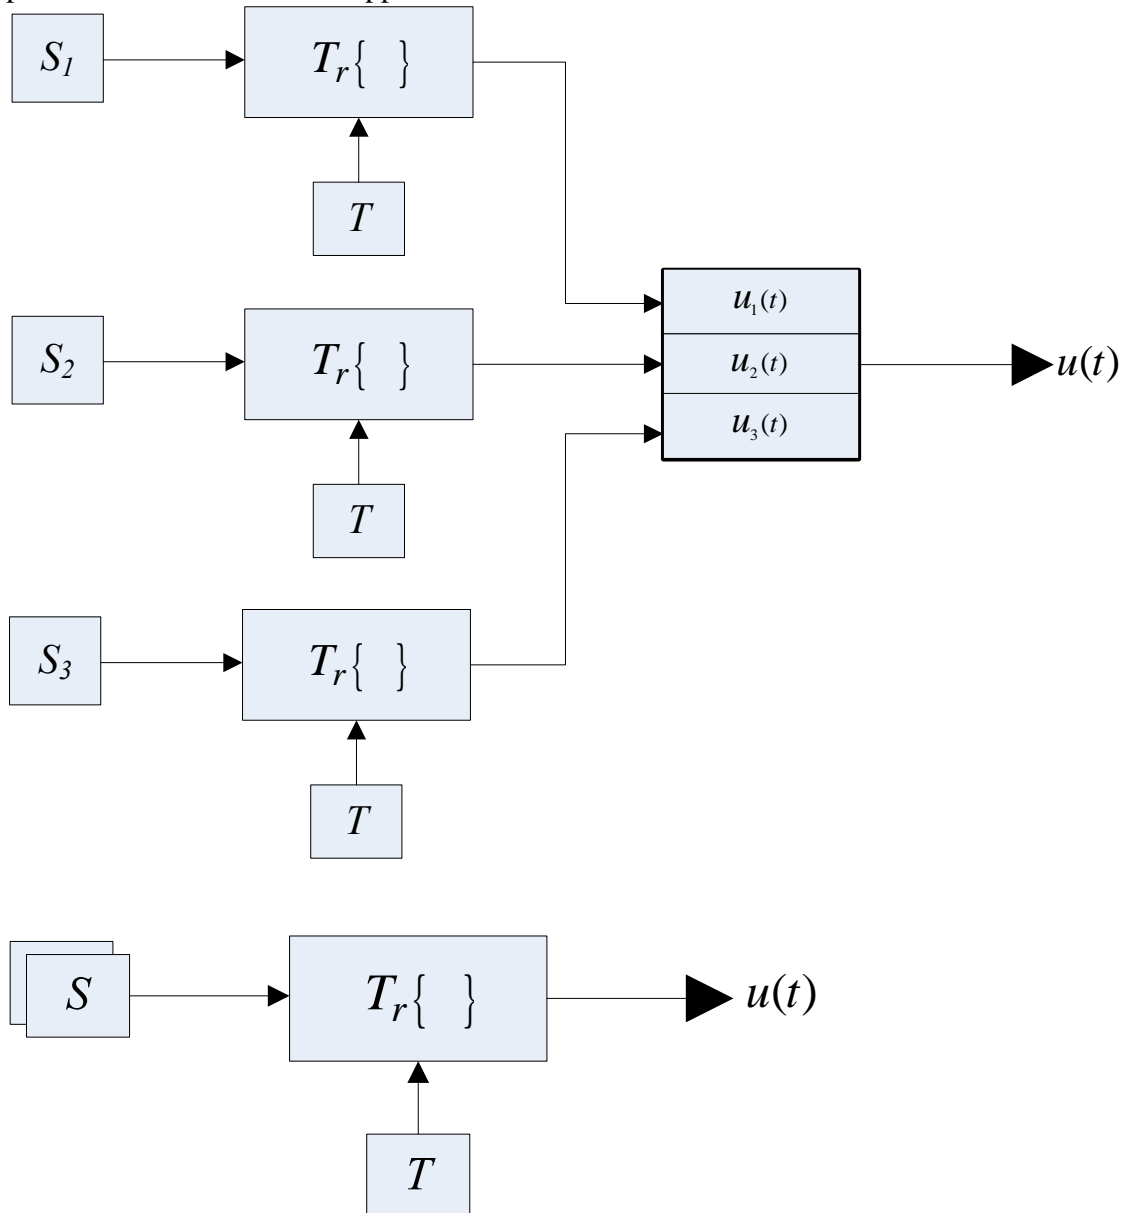 S1
Tr{ }
T
u1(t)
S2
Tr{ }
u2(t)
u(t)
u3(t)
T
S3
Tr{ }
T
S
Tr{ }
u(t)
T